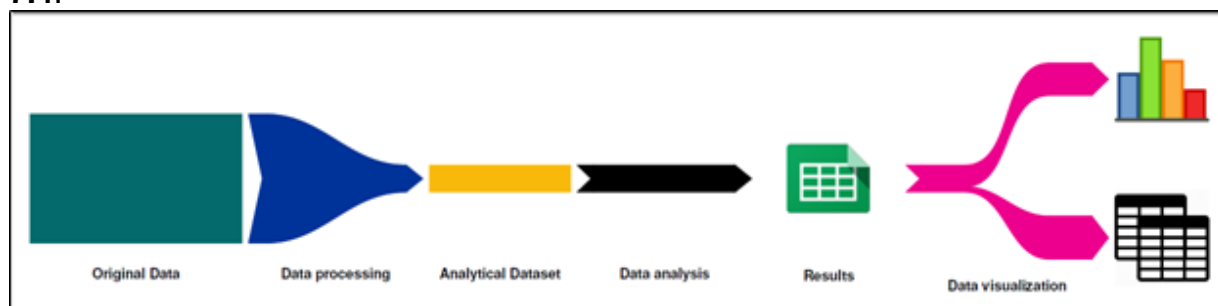 Original Data
Data processing
Analytical Dataset
Data analysis
Results
Data visualization